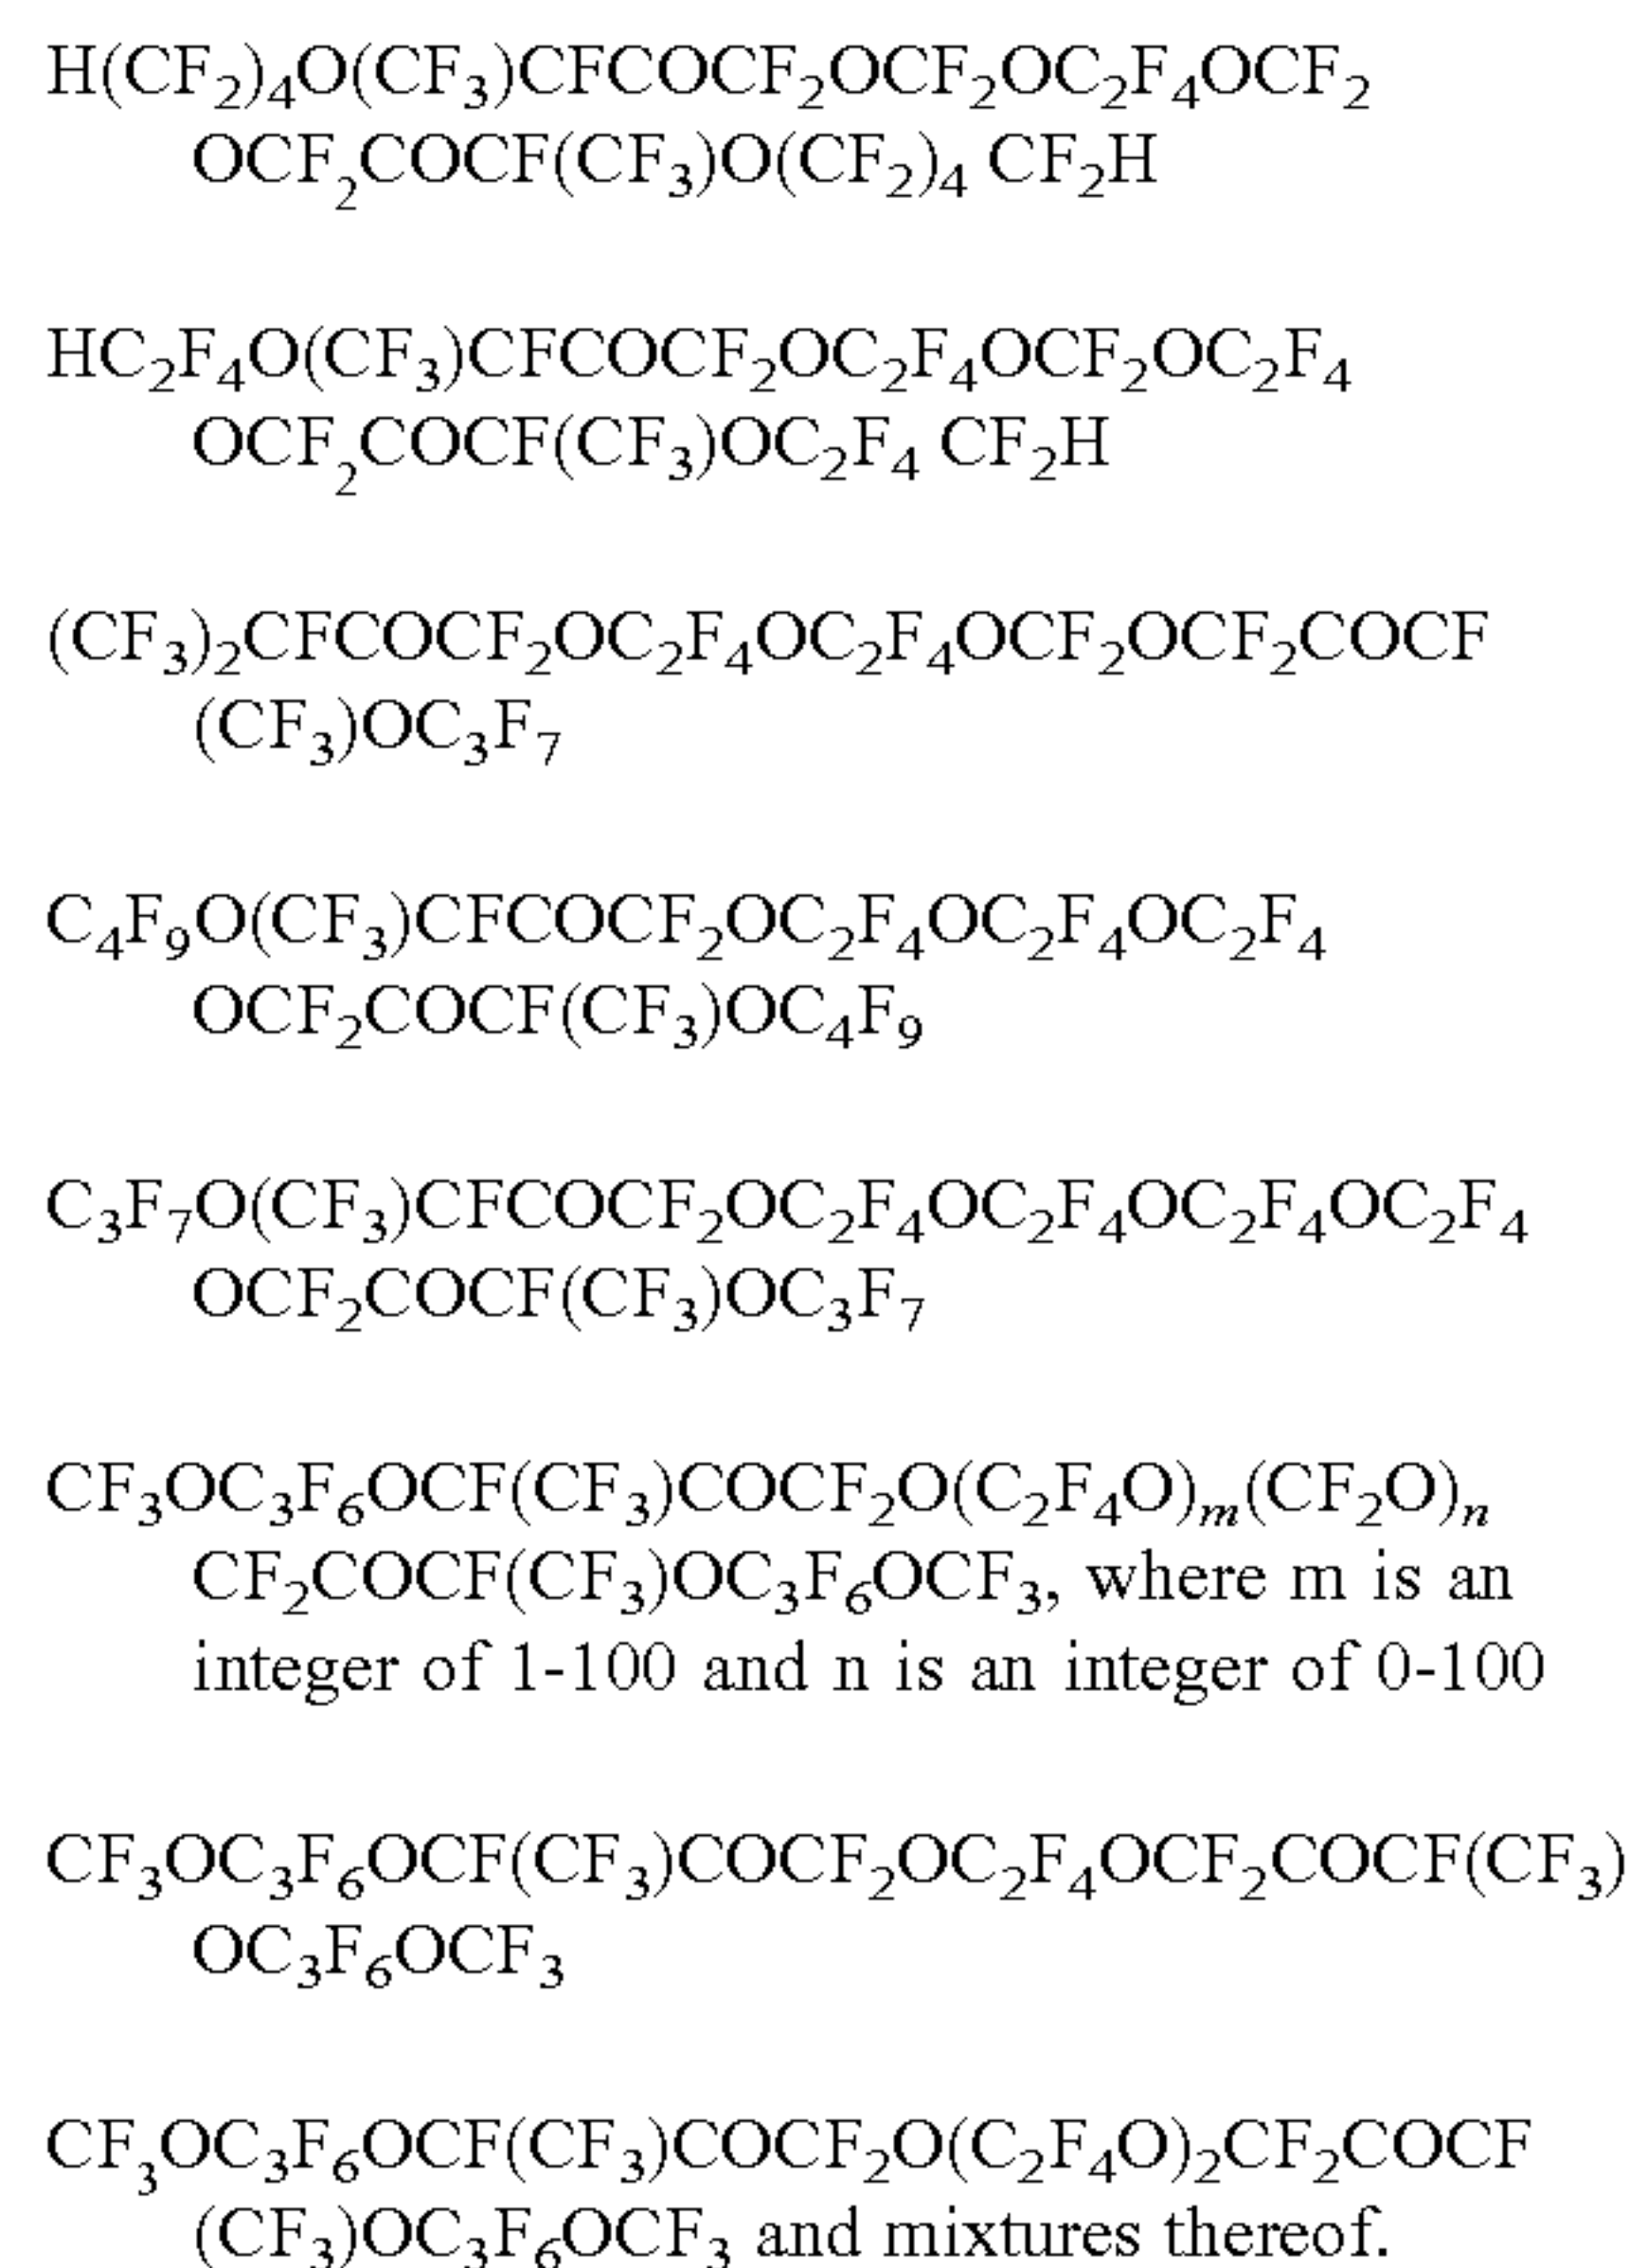 H(CF₂)₄O(CF₃)CFCOCF₂OCF₂OC₂F₄OCF₂
OCF₂COCF(CF₃)O(CF₂)₄ CF₂H
HC₂F₄O(CF₃)CFCOCF₂OC₂F₄OCF₂OC₂F₄
OCF₂COCF(CF₃)OC₂F₄ CF₂H
(CF₃)₂CFCOCF₂OC₂F₄OC₂F₄OCF₂OCF₂COCF
(CF₃)OC₃F₇
C₄F₉O(CF₃)CFCOCF₂OC₂F₄OC₂F₄OC₂F₄
OCF₂COCF(CF₃)OC₄F₉
C₃F₇O(CF₃)CFCOCF₂OC₂F₄OC₂F₄OC₂F₄OC₂F₄
OCF₂COCF(CF₃)OC₃F₇
CF₃OC₃F₆OCF(CF₃)COCF₂O(C₂F₄O)ₘ(CF₂O)ₙ
CF₂COCF(CF₃)OC₃F₆OCF₃, where m is an
integer of 1-100 and n is an integer of 0-100
CF₃OC₃F₆OCF(CF₃)COCF₂OC₂F₄OCF₂COCF(CF₃)
OC₃F₆OCF₃
CF₃OC₃F₆OCF(CF₃)COCF₂O(C₂F₄O)₂CF₂COCF
(CF₃)OC₃F₆OCF₃ and mixtures thereof.